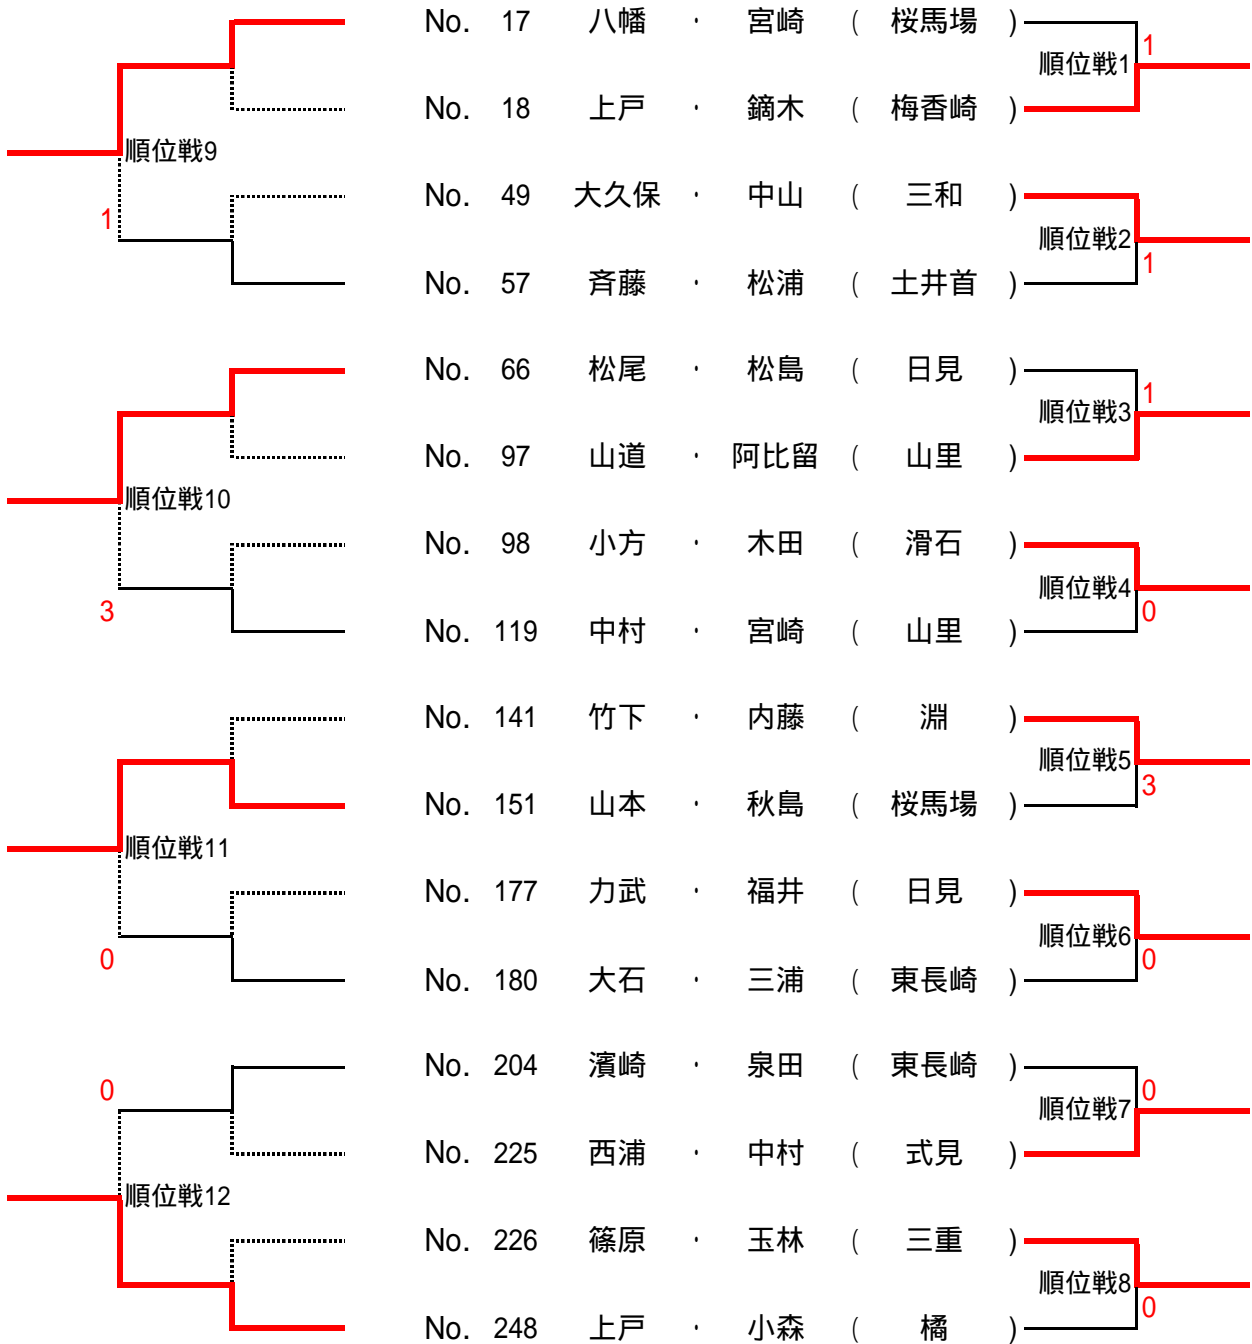 No. 17 八幡 ・ 宮崎 ( 桜馬場 )
順位戦1 1
No. 18 上戸 ・ 鏑木 ( 梅香崎 )
順位戦9
No. 49 大久保 ・ 中山 ( 三和 )
1
順位戦2 1
No. 57 斉藤 ・ 松浦 ( 土井首 )
No. 66 松尾 ・ 松島 ( 日見 )
順位戦3 1
No. 97 山道 ・ 阿比留 ( 山里 )
順位戦10
No. 98 小方 ・ 木田 ( 滑石 )
3
順位戦4 0
No. 119 中村 ・ 宮崎 ( 山里 )
No. 141 竹下 ・ 内藤 ( 淵 )
順位戦5 3
No. 151 山本 ・ 秋島 ( 桜馬場 )
順位戦11
No. 177 力武 ・ 福井 ( 日見 )
0
順位戦6 0
No. 180 大石 ・ 三浦 ( 東長崎 )
No. 204 濱崎 ・ 泉田 ( 東長崎 )
0
順位戦7 0
No. 225 西浦 ・ 中村 ( 式見 )
順位戦12
No. 226 篠原 ・ 玉林 ( 三重 )
順位戦8 0
No. 248 上戸 ・ 小森 ( 橘 )